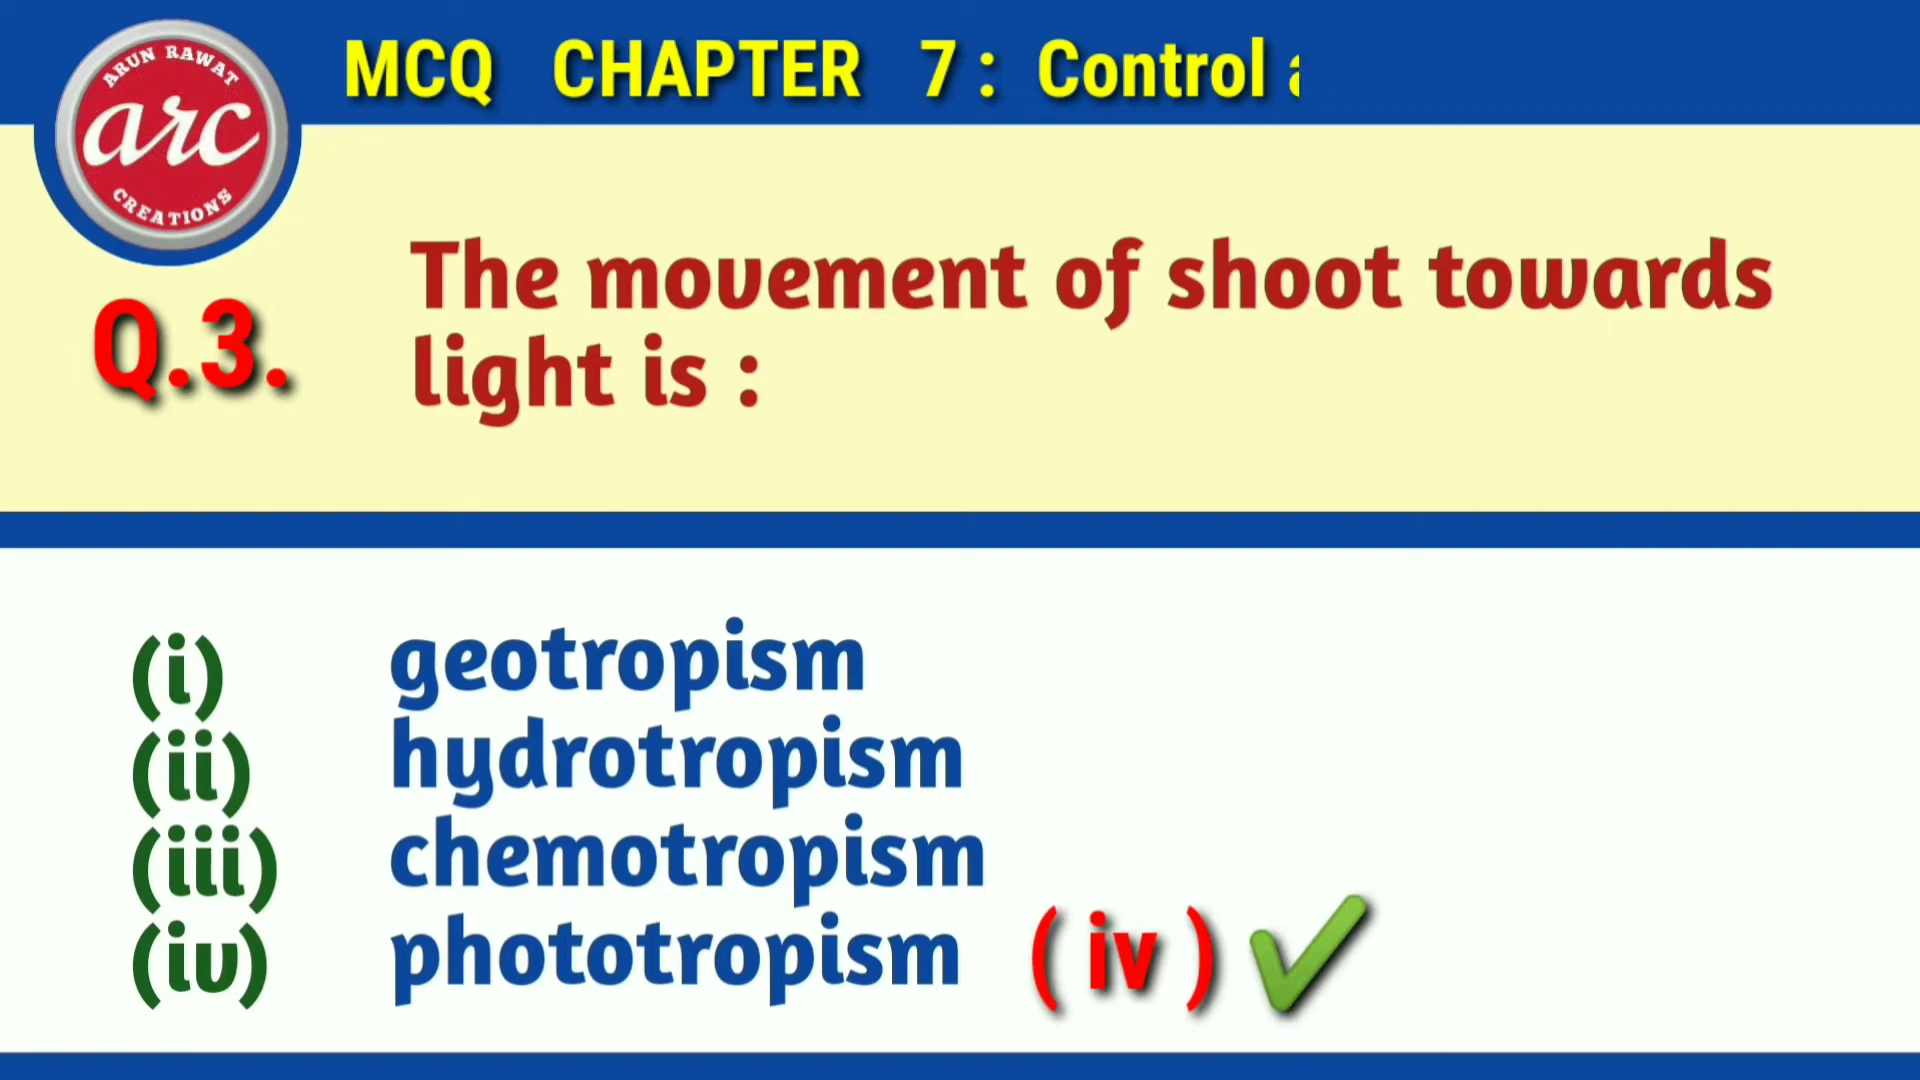 ARUN RAWAT
arc
CREATIONS
MCQ CHAPTER 7 : Control
Q.3.
The movement of shoot towards
light is :
(i) geotropism
(ii) hydrotropism
(iii) chemotropism
(iv) phototropism ( iv )